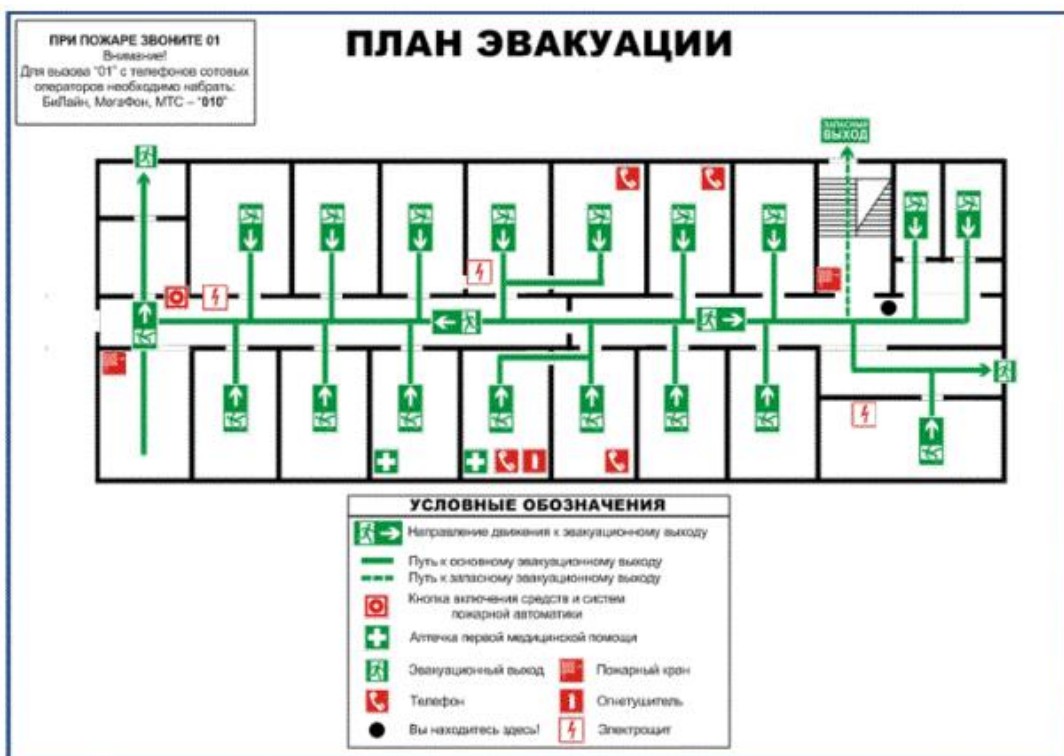 ПРИ ПОЖАРЕ ЗВОНИТЕ 01
Внимание!
Для вызова "01" с телефонов сотовых
операторов необходимо набрать:
БиЛайн, МегаФон, МТС – "010"
ПЛАН ЭВАКУАЦИИ
ЗАПАСНЫЙ
ВЫХОД
УСЛОВНЫЕ ОБОЗНАЧЕНИЯ
Направление движения к эвакуационному выходу
Путь к основному эвакуационному выходу
Путь к запасному эвакуационному выходу
Кнопка включения средств и систем
пожарной автоматики
Аптечка первой медицинской помощи
Эвакуационный выход
Пожарный кран
Телефон
Огнетушитель
Вы находитесь здесь!
Электрощит